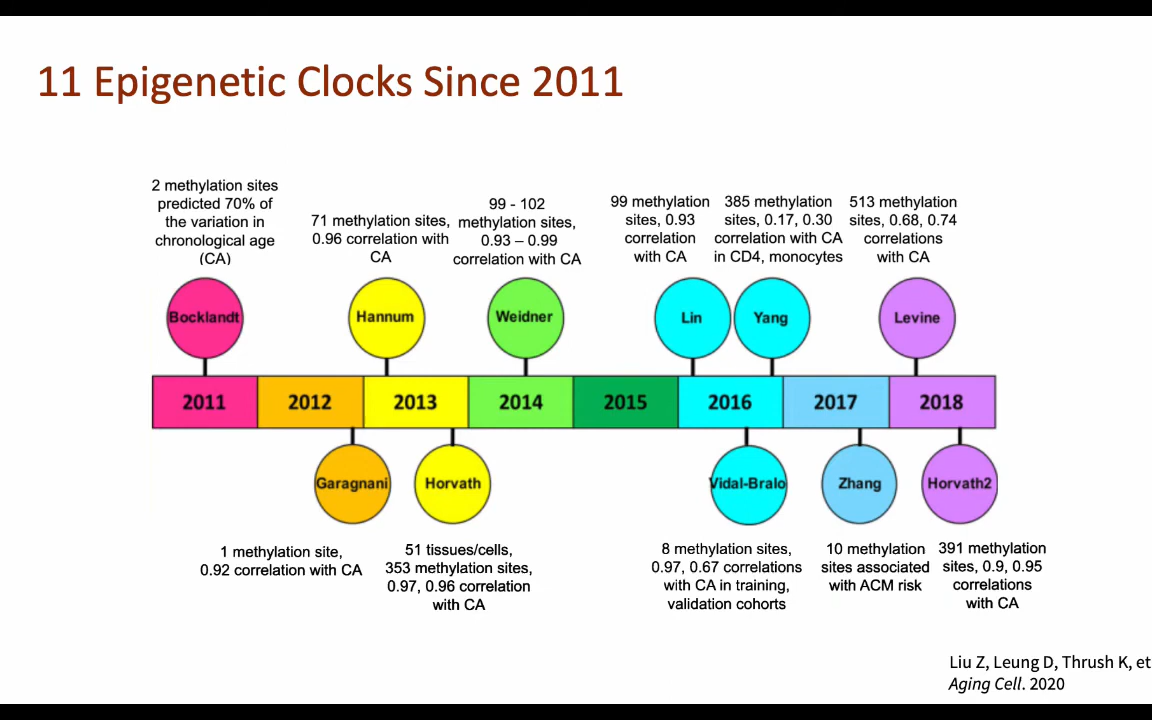 11 Epigenetic Clocks Since 2011
2 methylation sites
predicted 70% of
the variation in
chronological age
(CA)
71 methylation sites,
0.96 correlation with
CA
99 - 102
methylation sites,
0.93 – 0.99
correlation with CA
99 methylation
sites, 0.93
correlation
with CA
385 methylation
sites, 0.17, 0.30
correlation with CA
in CD4, monocytes
513 methylation
sites, 0.68, 0.74
correlations
with CA
Bocklandt
Hannum
Weidner
Lin
Yang
Levine
2011
2012
2013
2014
2015
2016
2017
2018
Garagnani
Horvath
Vidal-Bralo
Zhang
Horvath2
1 methylation site,
0.92 correlation with CA
51 tissues/cells,
353 methylation sites,
0.97, 0.96 correlation
with CA
8 methylation sites,
0.97, 0.67 correlations
with CA in training,
validation cohorts
10 methylation
sites associated
with ACM risk
391 methylation
sites, 0.9, 0.95
correlations
with CA
Liu Z, Leung D, Thrush K, et
Aging Cell. 2020